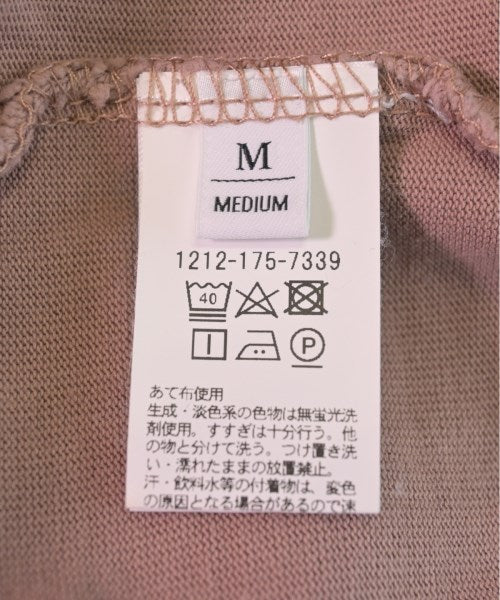 M
MEDIUM
1212-175-7339
40
P
あて布使用
生成・淡色系の色物は無蛍光洗
剤使用。すすぎは十分行う。他
の物と分けて洗う。つけ置き洗
い・濡れたままの放置禁止。
汗・飲料水等の付着物は、変色
の原因となる場合があるので速